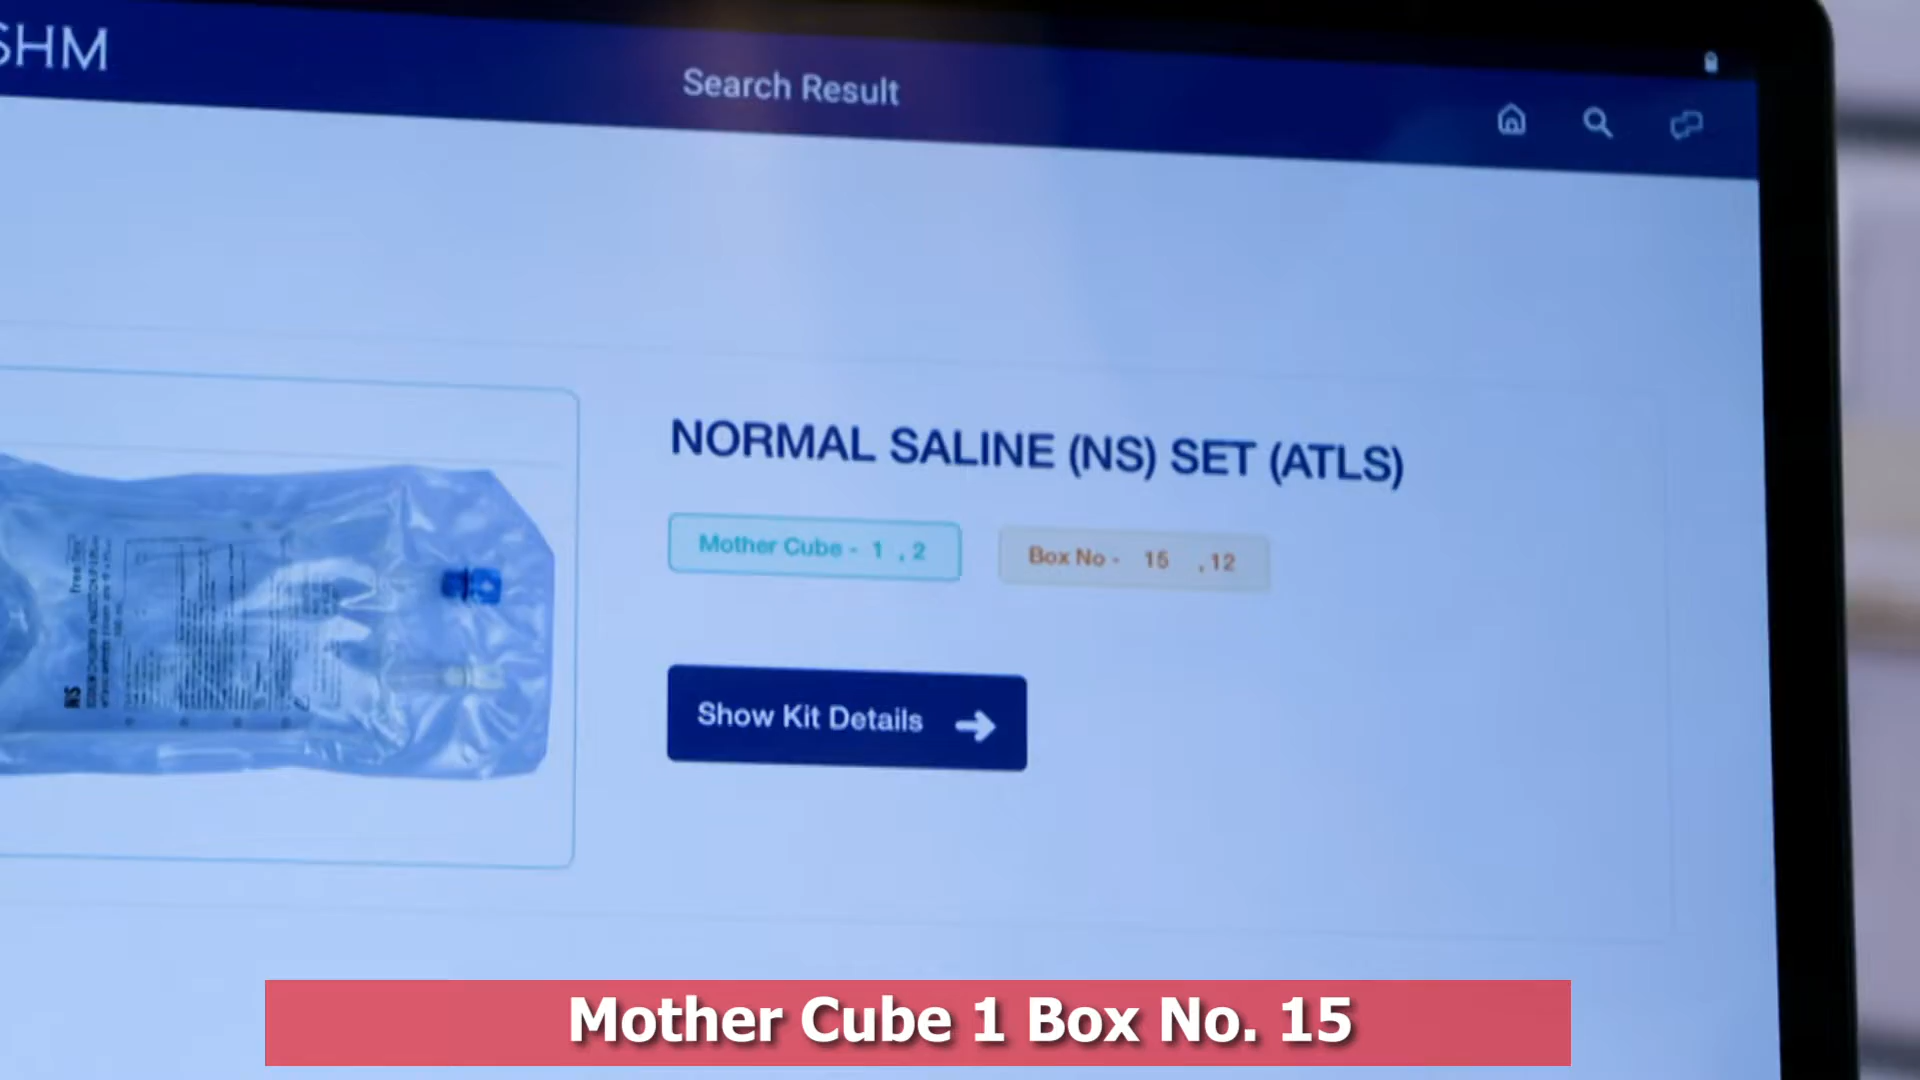 SHM
Search Result
NORMAL SALINE (NS) SET (ATLS)
Mother Cube - 1 , 2
Box No - 15 , 12
Show Kit Details
NS
Mother Cube 1 Box No. 15